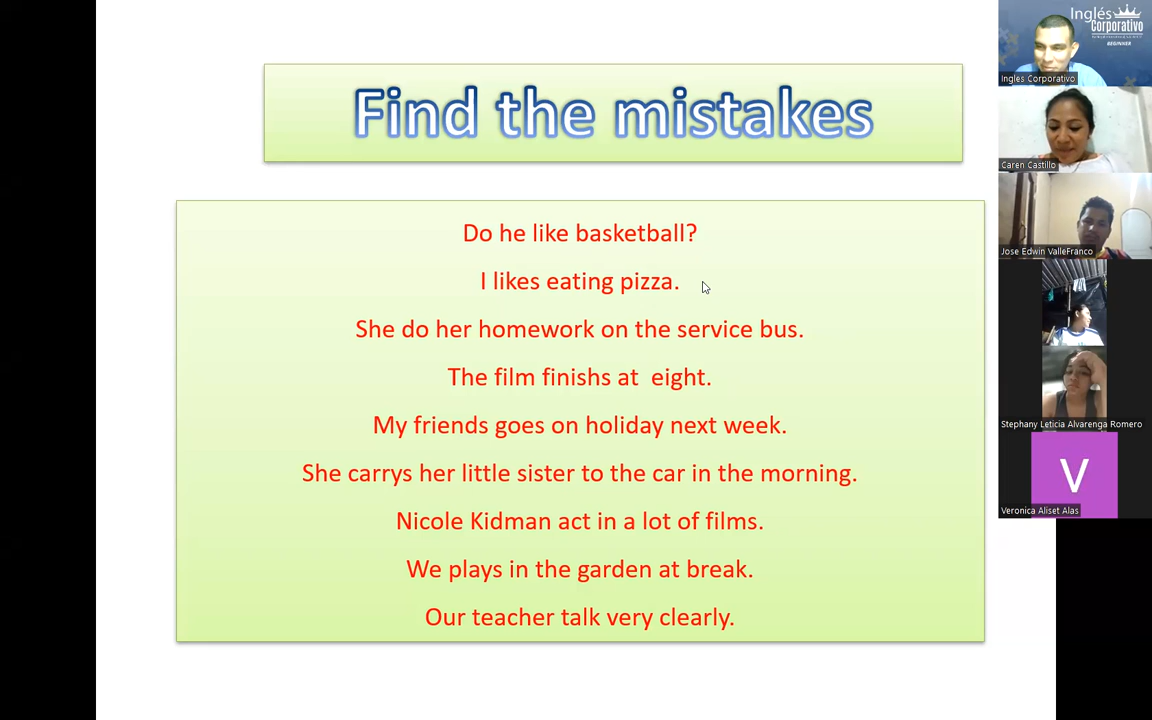 Find the mistakes
Do he like basketball?
I likes eating pizza.
She do her homework on the service bus.
The film finishs at  eight.
My friends goes on holiday next week.
She carrys her little sister to the car in the morning.
Nicole Kidman act in a lot of films.
We plays in the garden at break.
Our teacher talk very clearly.
Inglés
Corporativo
BEGINNER
Ingles Corporativo
Caren Castillo
Jose Edwin ValleFranco
Stephany Leticia Alvarenga Romero
V
Veronica Aliset Alas